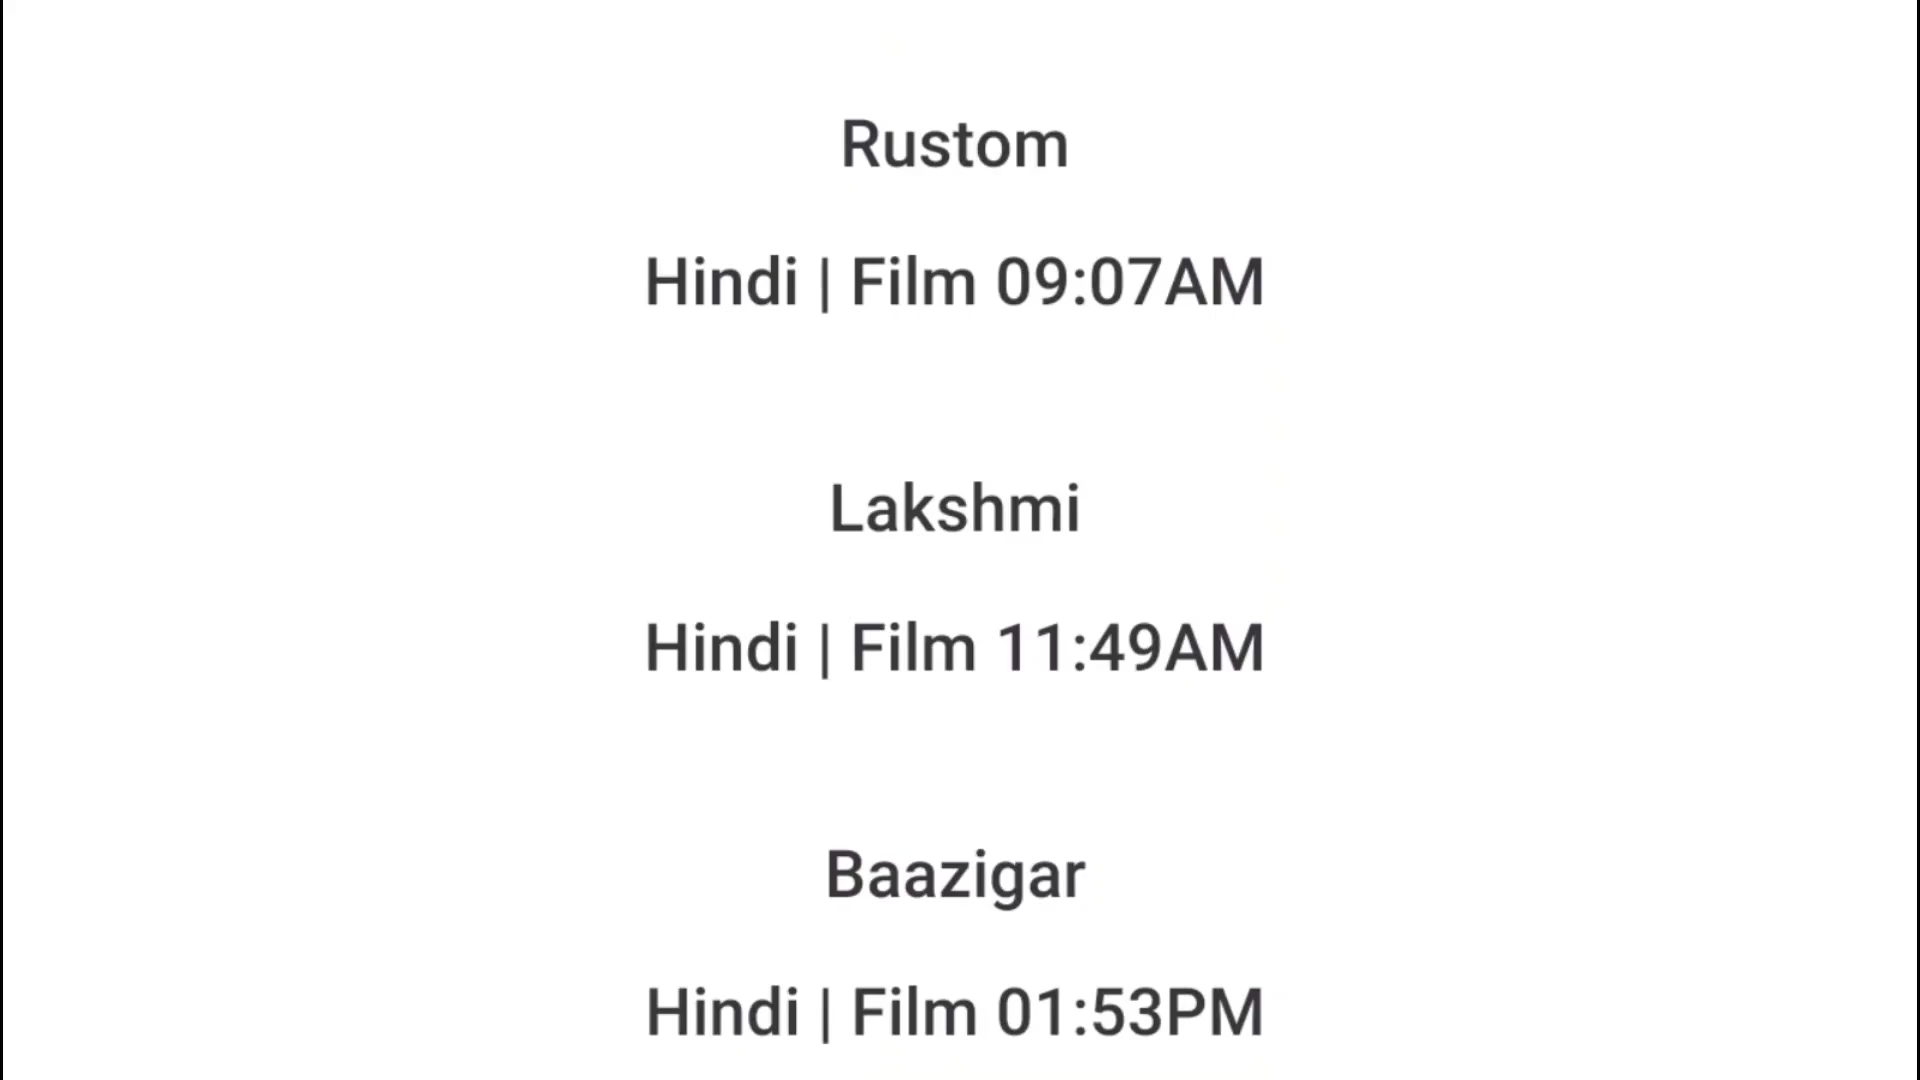 Rustom
Hindi | Film 09:07AM
Lakshmi
Hindi | Film 11:49AM
Baazigar
Hindi | Film 01:53PM